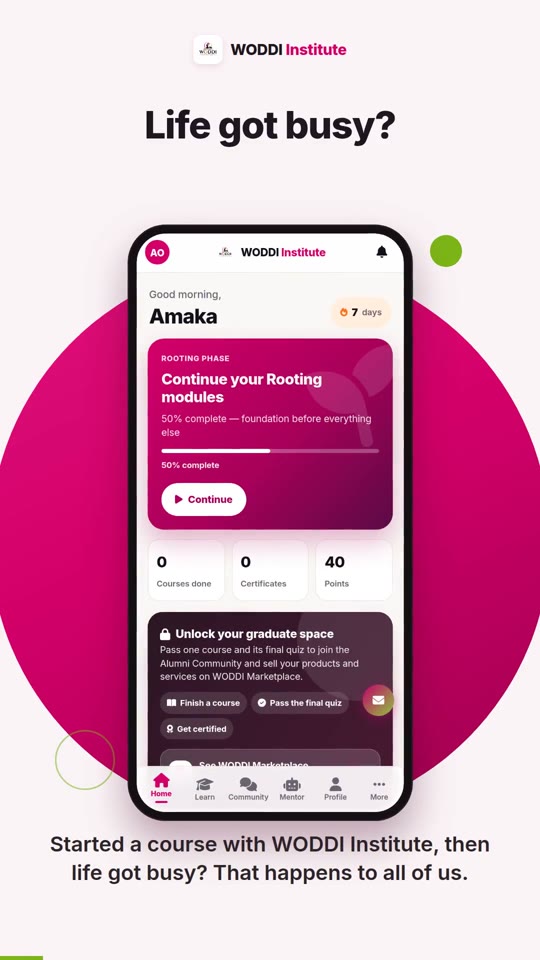 WODDI Institute
Life got busy?
AO
WODDI Institute
Good morning,
Amaka
7 days
ROOTING PHASE
Continue your Rooting
modules
50% complete — foundation before everything
else
50% complete
Continue
0
Courses done
0
Certificates
40
Points
Unlock your graduate space
Pass one course and its final quiz to join the
Alumni Community and sell your products and
services on WODDI Marketplace.
Finish a course
Pass the final quiz
Get certified
See WODDI Marketplace
Home
Learn
Community
Mentor
Profile
More
Started a course with WODDI Institute, then
life got busy? That happens to all of us.